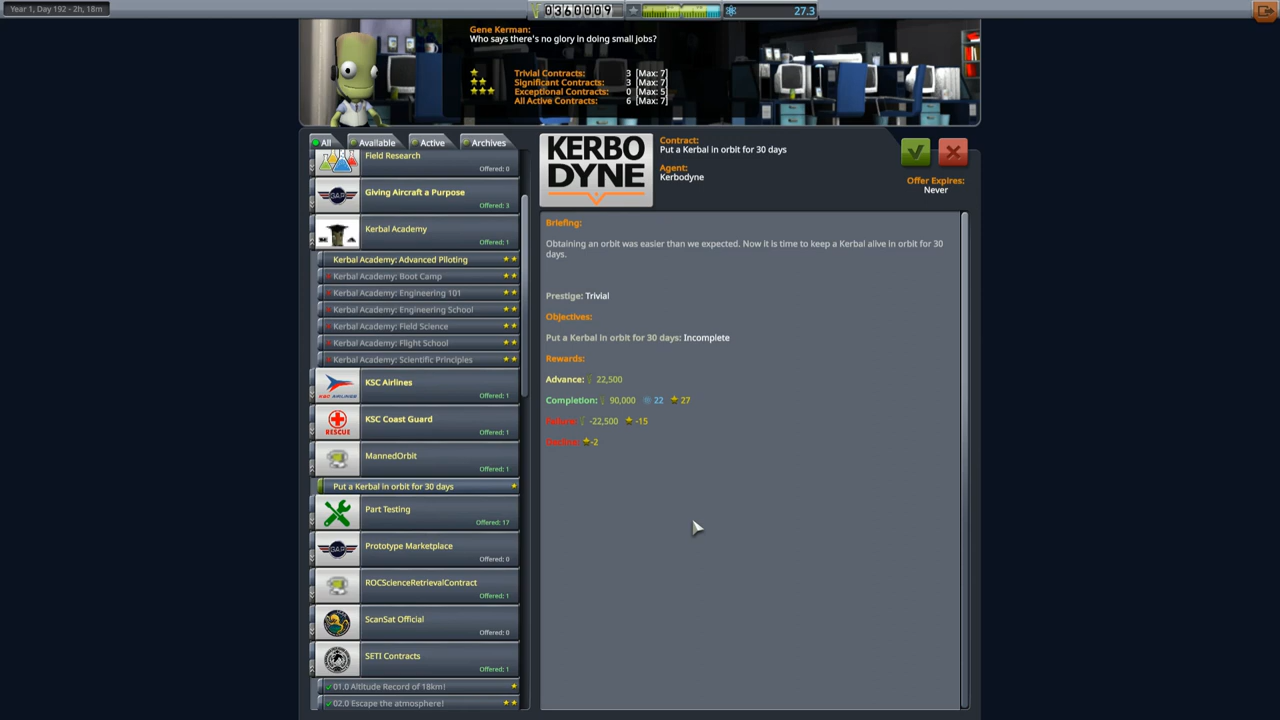 Year 1, Day 192 - 2h, 18m
0360009
27.3
Gene Kerman:
Who says there's no glory in doing small jobs?
Trivial Contracts: 3 [Max: 7]
Significant Contracts: 3 [Max: 7]
Exceptional Contracts: 0 [Max: 5]
All Active Contracts: 6 [Max: 7]
All
Available
Active
Archives
Field Research
Offered: 0
Giving Aircraft a Purpose
Offered: 3
Kerbal Academy
Offered: 1
Kerbal Academy: Advanced Piloting
Kerbal Academy: Boot Camp
Kerbal Academy: Engineering 101
Kerbal Academy: Engineering School
Kerbal Academy: Field Science
Kerbal Academy: Flight School
Kerbal Academy: Scientific Principles
KSC AIRLINES
KSC Airlines
Offered: 1
RESCUE
KSC Coast Guard
Offered: 1
MannedOrbit
Offered: 1
Put a Kerbal in orbit for 30 days
Part Testing
Offered: 17
GAP
Prototype Marketplace
Offered: 0
ROCScienceRetrievalContract
Offered: 1
ScanSat Official
Offered: 0
SETI Contracts
Offered: 1
01.0 Altitude Record of 18km!
02.0 Escape the atmosphere!
KERBO
DYNE
Contract:
Put a Kerbal in orbit for 30 days
Agent:
Kerbodyne
Offer Expires:
Never
Briefing:
Obtaining an orbit was easier than we expected. Now it is time to keep a Kerbal alive in orbit for 30
days.
Prestige: Trivial
Objectives:
Put a Kerbal in orbit for 30 days: Incomplete
Rewards:
Advance: 22,500
Completion: 90,000 22 27
Failure: -22,500 -15
Decline: -2